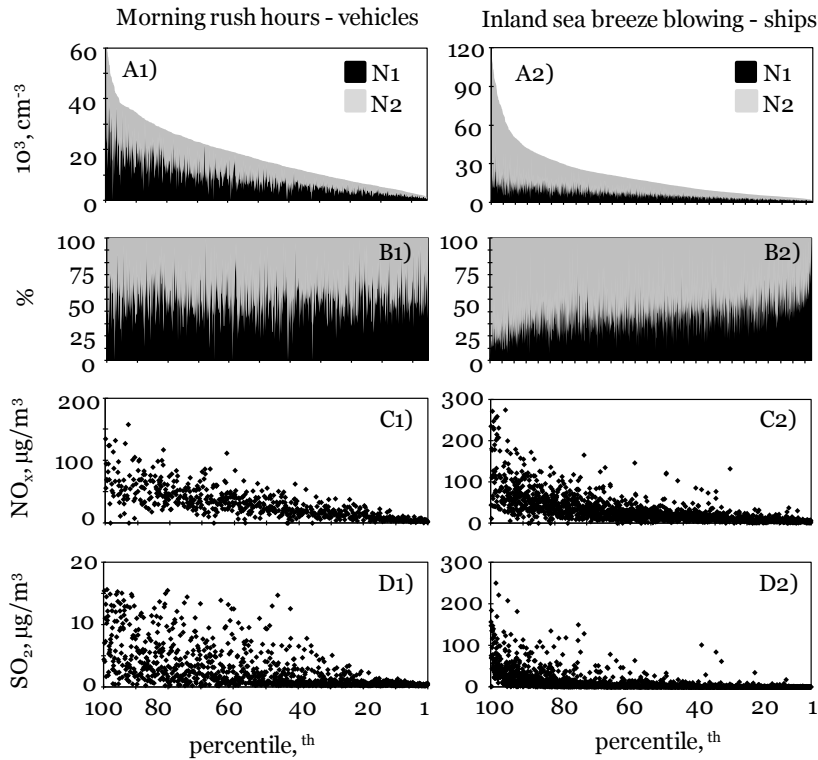 Morning rush hours - vehicles
Inland sea breeze blowing - ships
10³, cm⁻³
60
40
20
0
A1)
N1
N2
120
90
60
30
0
A2)
N1
N2
%
100
75
50
25
0
B1)
100
75
50
25
0
B2)
NOₓ, µg/m³
200
100
0
C1)
300
200
100
0
C2)
SO₂, µg/m³
20
10
0
D1)
300
200
100
0
D2)
100 80 60 40 20 1
100 80 60 40 20 1
percentile, th
percentile, th